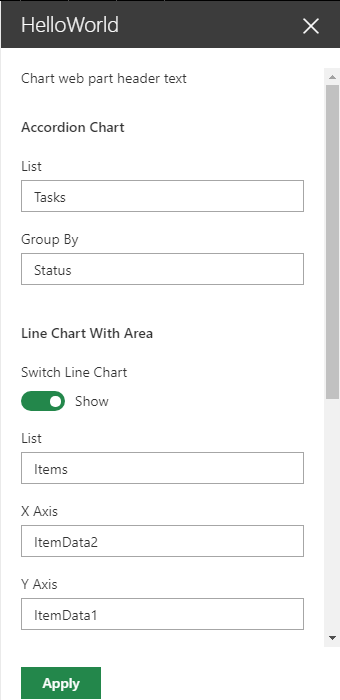 HelloWorld
Chart web part header text
Accordion Chart
List
Tasks
Group By
Status
Line Chart With Area
Switch Line Chart
Show
List
Items
X Axis
ItemData2
Y Axis
ItemData1
Apply